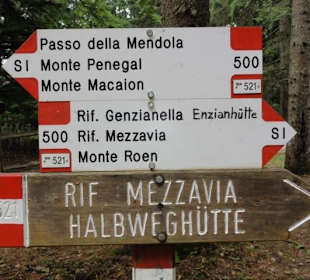 Passo della Mendola
SI Monte Penegal 500
Monte Macaion 521
Rif. Genzianella Enzianhütte
500 Rif. Mezzavia SI
521 Monte Roen
521 RIF MEZZAVIA
HALBWEGHÜTTE